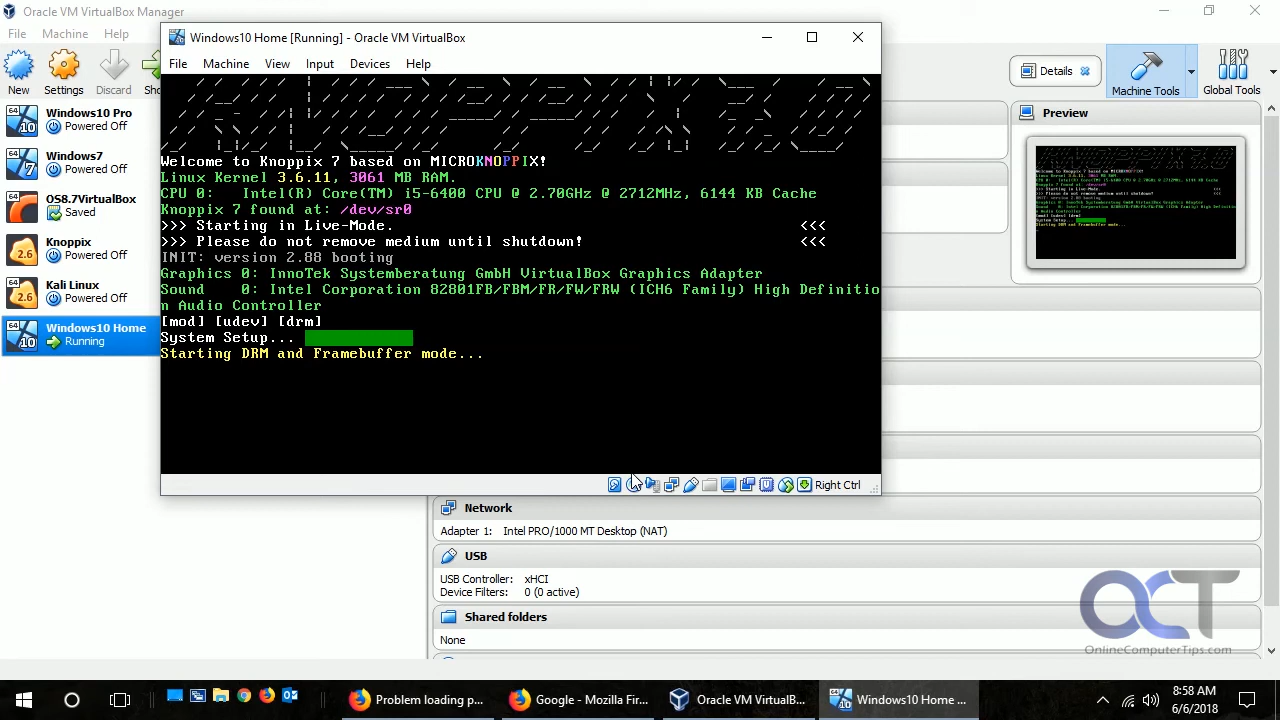 Oracle VM VirtualBox Manager
File Machine Help
New
Settings
Discard
Details
Machine Tools
Global Tools
Windows10 Pro
Powered Off
Windows7
Powered Off
OS8.7VirtualBox
Saved
Knoppix
Powered Off
Kali Linux
Powered Off
Windows10 Home
Running
Windows10 Home [Running] - Oracle VM VirtualBox
File Machine View Input Devices Help
Welcome to Knoppix 7 based on MICROKNOPPIX!
Linux Kernel 3.6.11, 3061 MB RAM.
CPU 0: Intel(R) Core(TM) i5-6400 CPU @ 2.70GHz @ 2712MHz, 6144 KB Cache
Knoppix 7 found at: /dev/sr0
>>> Starting in Live-Mode. <<<
>>> Please do not remove medium until shutdown! <<<
INIT: version 2.88 booting
Graphics 0: InnoTek Systemberatung GmbH VirtualBox Graphics Adapter
Sound 0: Intel Corporation 82801FB/FBM/FR/FW/FRW (ICH6 Family) High Definitio
n Audio Controller
[mod] [udev] [drm]
System Setup...
Starting DRM and Framebuffer mode...
Right Ctrl
Preview
Network
Adapter 1: Intel PRO/1000 MT Desktop (NAT)
USB
USB Controller: xHCI
Device Filters: 0 (0 active)
Shared folders
None
OCT
OnlineComputerTips.com
Problem loading p...
Google - Mozilla Fir...
Oracle VM VirtualB...
Windows10 Home ...
8:58 AM
6/6/2018